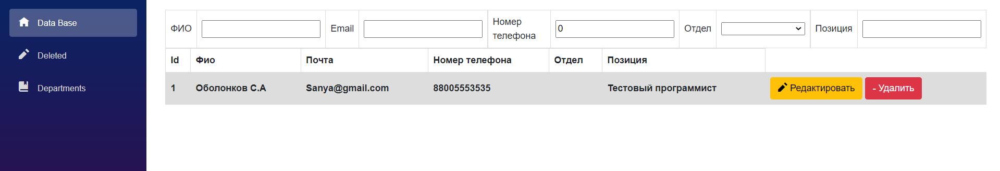 Data Base
Deleted
Departments
ФИО Email Номер телефона 0 Отдел Позиция
Id Фио Почта Номер телефона Отдел Позиция
1 Оболонков С.А Sanya@gmail.com 88005553535 Тестовый программист Редактировать - Удалить